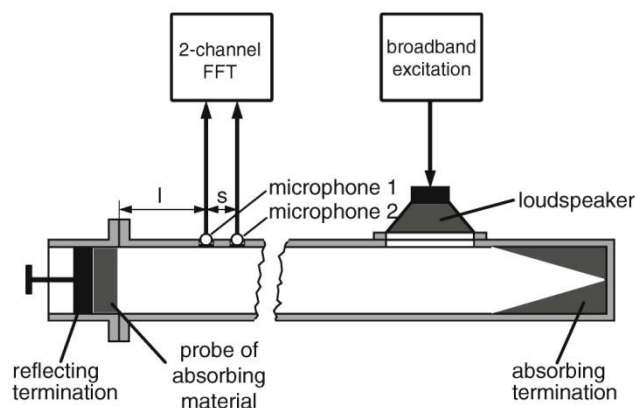 2-channel
FFT
broadband
excitation
l
s
microphone 1
microphone 2
loudspeaker
reflecting
termination
probe of
absorbing
material
absorbing
termination